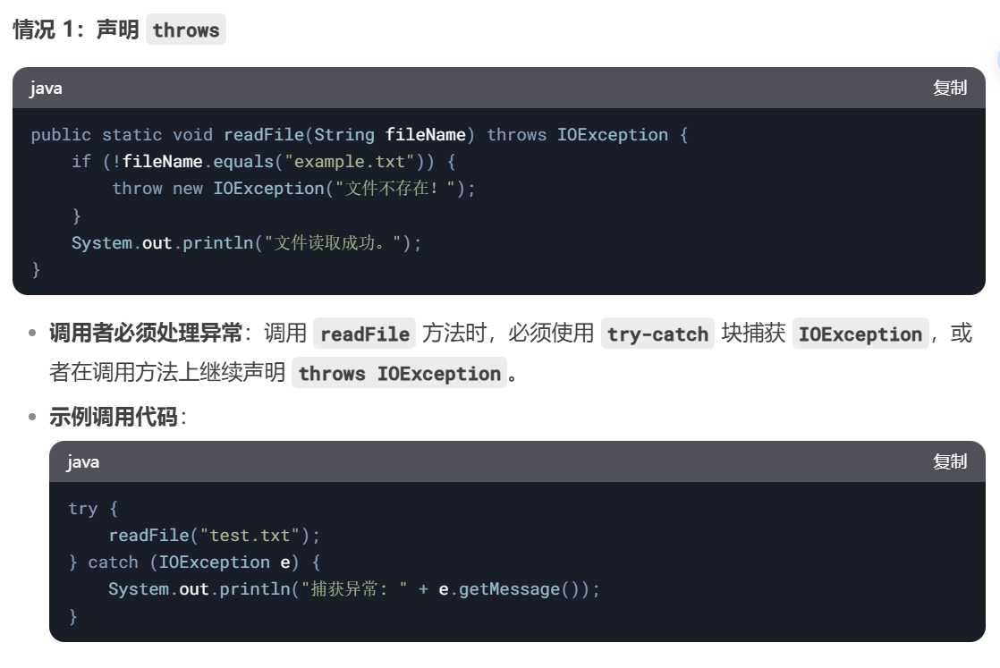 情况 1：声明 throws
java 复制
public static void readFile(String fileName) throws IOException {
    if (!fileName.equals("example.txt")) {
        throw new IOException("文件不存在！");
    }
    System.out.println("文件读取成功。");
}
调用者必须处理异常：调用 readFile 方法时，必须使用 try-catch 块捕获 IOException，或
者在调用方法上继续声明 throws IOException。
示例调用代码：
java 复制
try {
    readFile("test.txt");
} catch (IOException e) {
    System.out.println("捕获异常: " + e.getMessage());
}